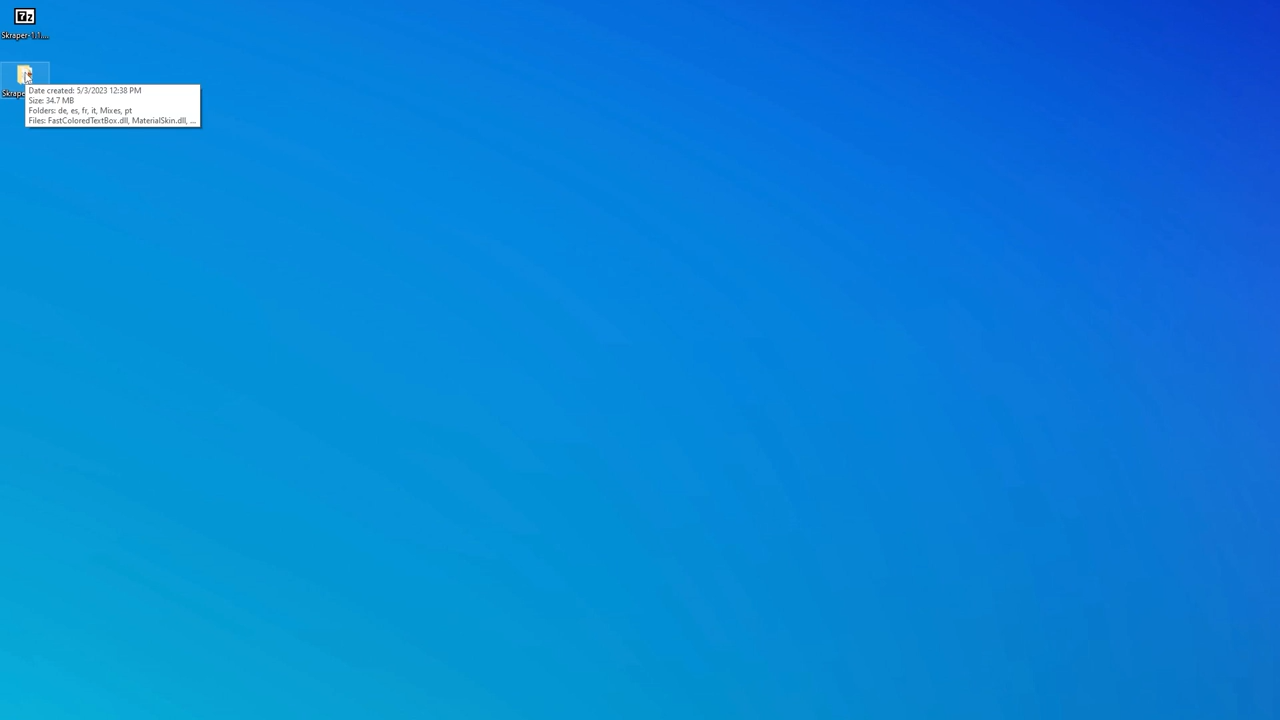 7z
Skraper-1.1....
Skrape
Date created: 5/3/2023 12:38 PM
Size: 34.7 MB
Folders: de, es, fr, it, Mixes, pt
Files: FastColoredTextBox.dll, MaterialSkin.dll, ...